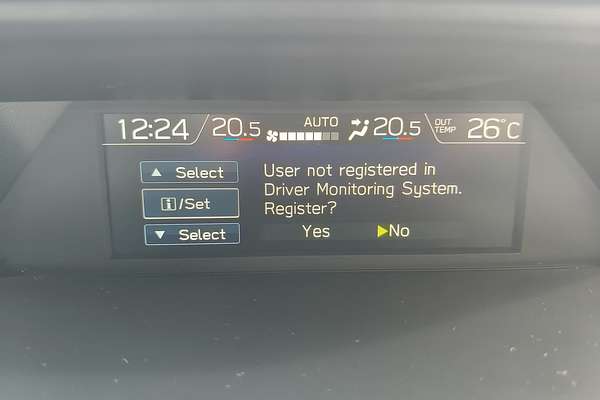 12:24 20.5 AUTO 20.5 OUT TEMP 26°C
▲ Select
i/Set
▼ Select
User not registered in
Driver Monitoring System.
Register?
Yes ▶No